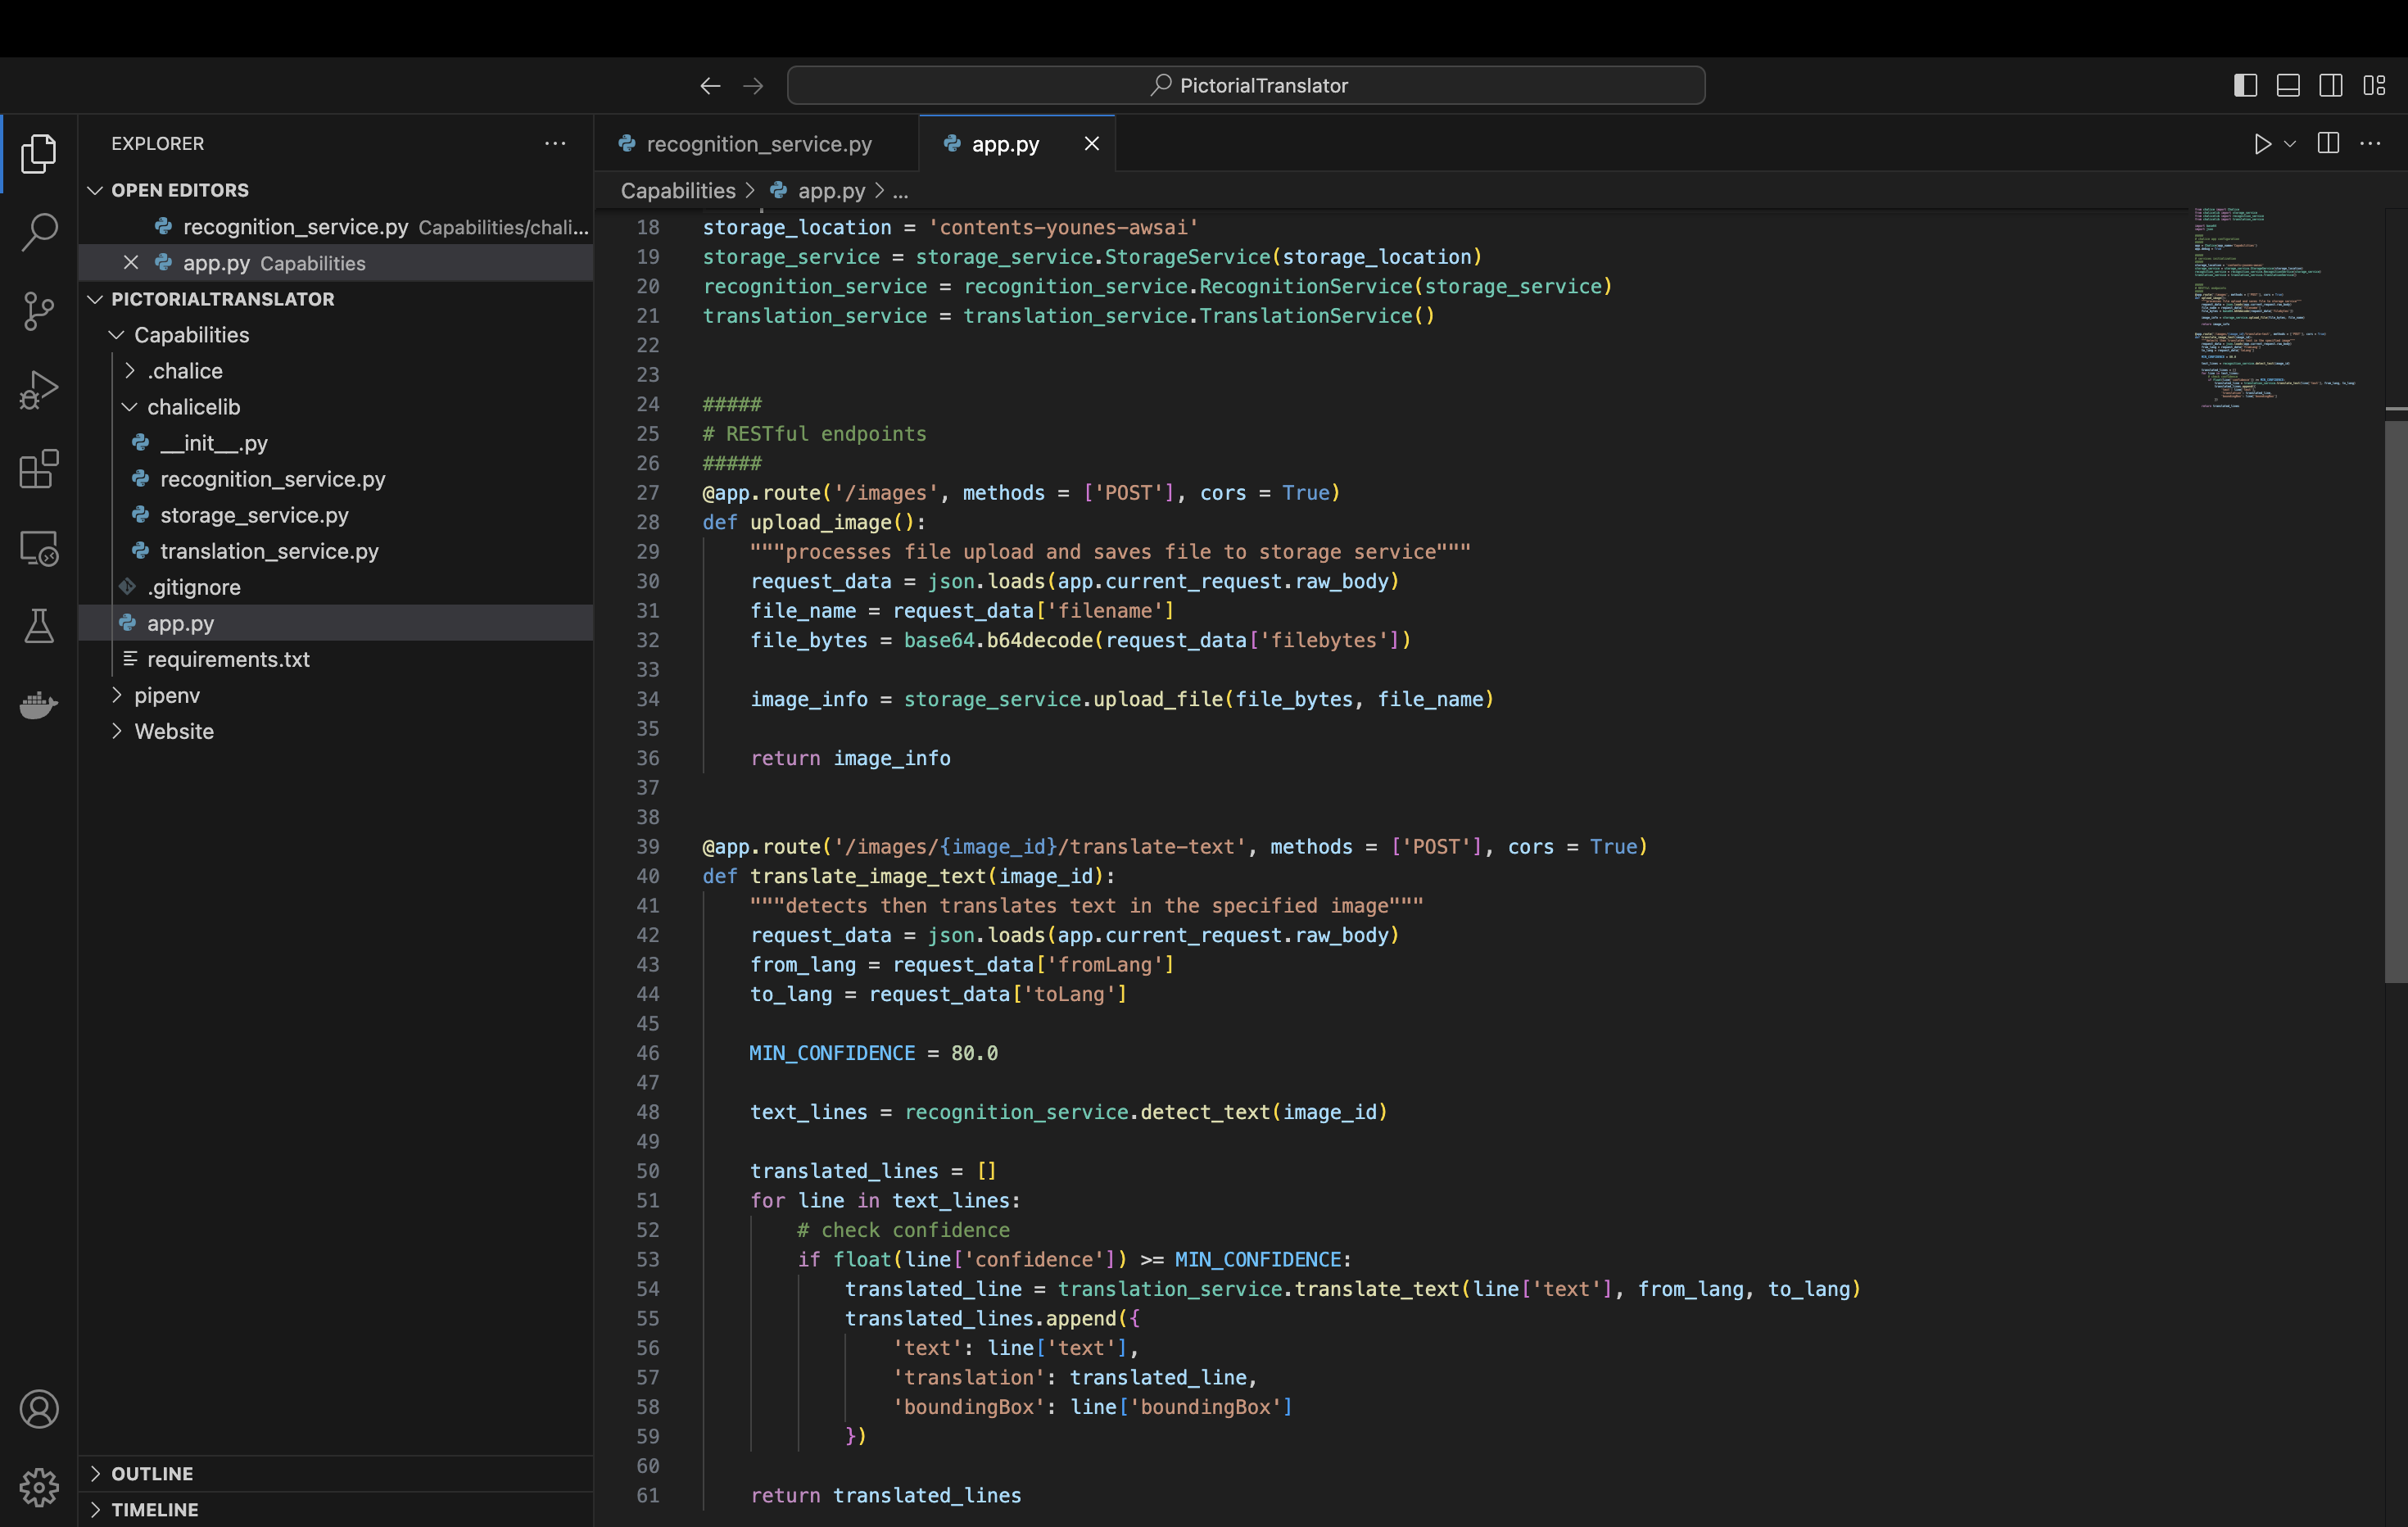 PictorialTranslator
EXPLORER
OPEN EDITORS
recognition_service.py Capabilities/chali...
app.py Capabilities
PICTORIALTRANSLATOR
Capabilities
.chalice
chalicelib
__init__.py
recognition_service.py
storage_service.py
translation_service.py
.gitignore
app.py
requirements.txt
pipenv
Website
OUTLINE
TIMELINE
recognition_service.py
app.py
Capabilities > app.py > ...
18 storage_location = 'contents-younes-awsai'
19 storage_service = storage_service.StorageService(storage_location)
20 recognition_service = recognition_service.RecognitionService(storage_service)
21 translation_service = translation_service.TranslationService()
22
23
24 #####
25 # RESTful endpoints
26 #####
27 @app.route('/images', methods = ['POST'], cors = True)
28 def upload_image():
29     """processes file upload and saves file to storage service"""
30     request_data = json.loads(app.current_request.raw_body)
31     file_name = request_data['filename']
32     file_bytes = base64.b64decode(request_data['filebytes'])
33
34     image_info = storage_service.upload_file(file_bytes, file_name)
35
36     return image_info
37
38
39 @app.route('/images/{image_id}/translate-text', methods = ['POST'], cors = True)
40 def translate_image_text(image_id):
41     """detects then translates text in the specified image"""
42     request_data = json.loads(app.current_request.raw_body)
43     from_lang = request_data['fromLang']
44     to_lang = request_data['toLang']
45
46     MIN_CONFIDENCE = 80.0
47
48     text_lines = recognition_service.detect_text(image_id)
49
50     translated_lines = []
51     for line in text_lines:
52         # check confidence
53         if float(line['confidence']) >= MIN_CONFIDENCE:
54             translated_line = translation_service.translate_text(line['text'], from_lang, to_lang)
55             translated_lines.append({
56                 'text': line['text'],
57                 'translation': translated_line,
58                 'boundingBox': line['boundingBox']
59             })
60
61     return translated_lines